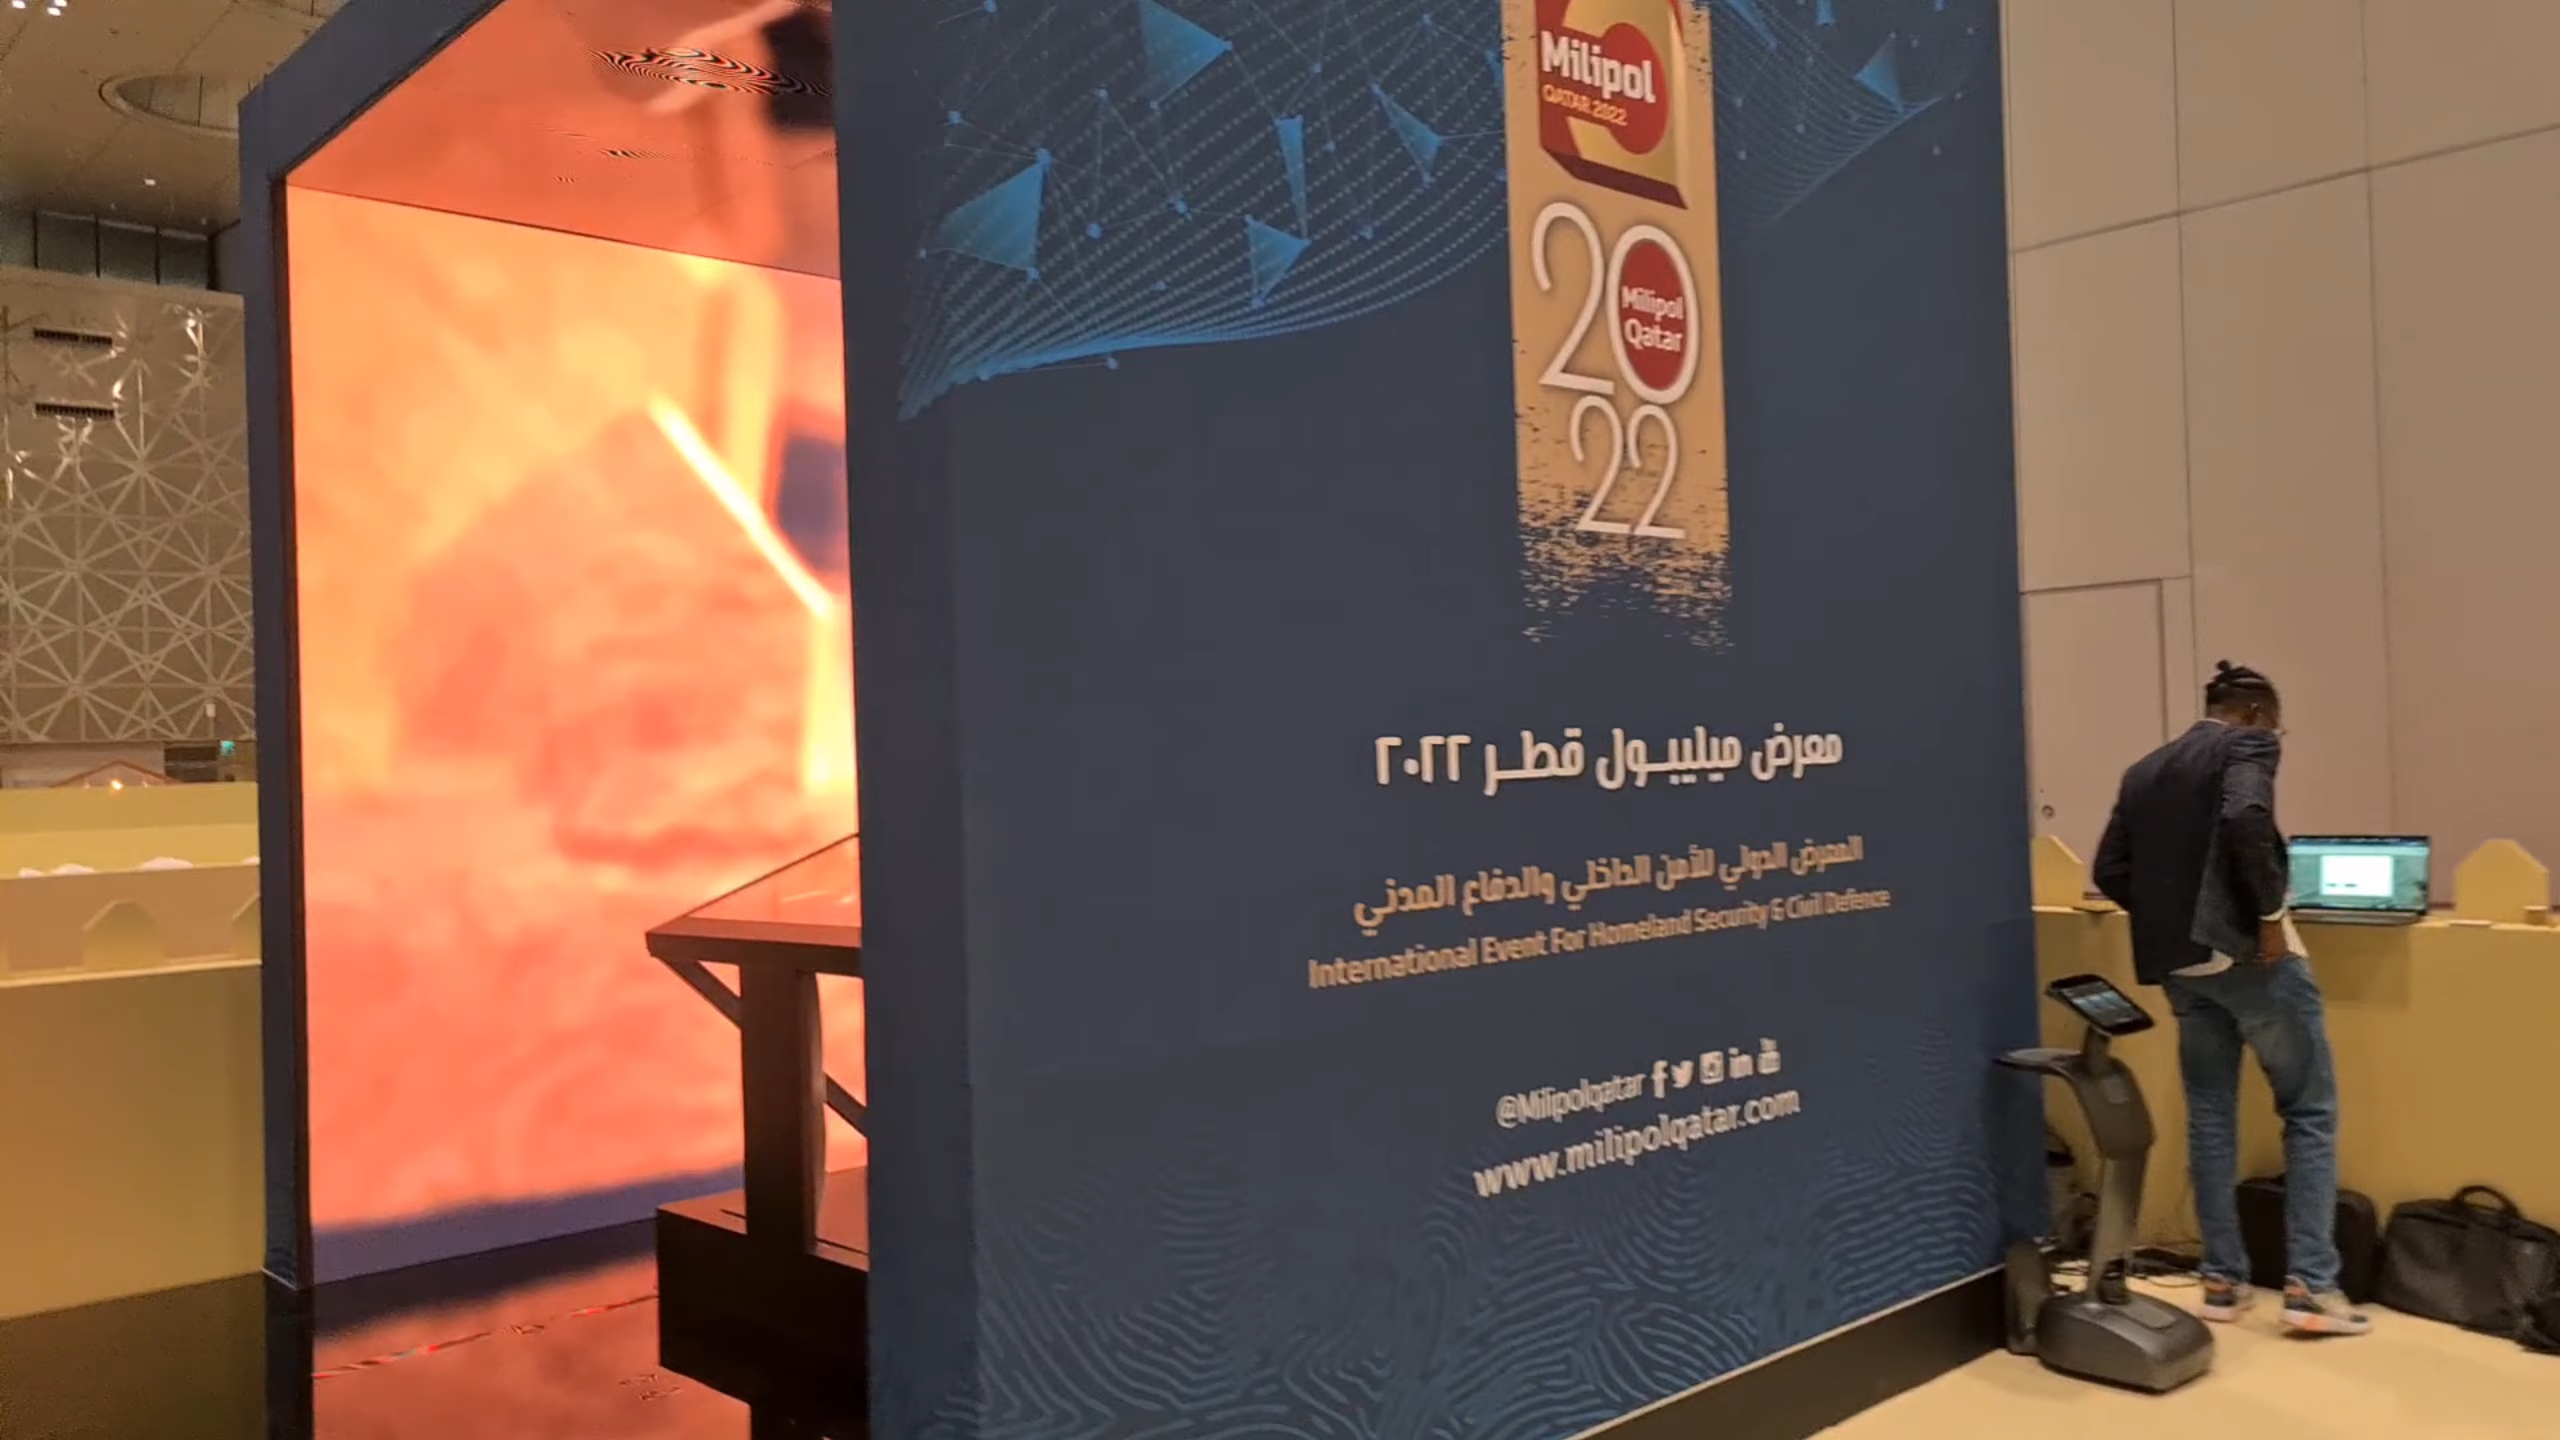 Milipol
QATAR 2022
20
Milipol
Qatar
22
معرض ميليبول قطر ٢٠٢٢
المعرض الدولي للأمن الداخلي والدفاع المدني
International Event For Homeland Security & Civil Defence
@Milipolqatar
www.milipolqatar.com